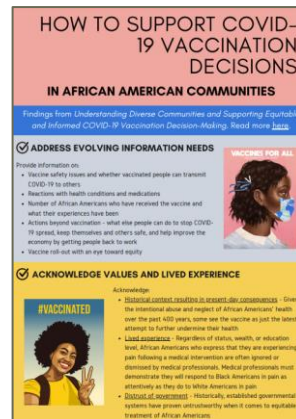 HOW TO SUPPORT COVID-
19 VACCINATION
DECISIONS
IN AFRICAN AMERICAN COMMUNITIES
Findings from Understanding Diverse Communities and Supporting Equitable
and Informed COVID-19 Vaccination Decision-Making. Read more here.
ADDRESS EVOLVING INFORMATION NEEDS
Provide information on:
• Vaccine safety issues and whether vaccinated people can transmit
COVID-19 to others
• Reactions with health conditions and medications
• Number of African Americans who have received the vaccine and
what their experiences have been
• Actions beyond vaccination - what else people can do to stop COVID-
19 spread, keep themselves and others safe, and help improve the
economy by getting people back to work
• Vaccine roll-out with an eye toward equity
VACCINES FOR ALL
ACKNOWLEDGE VALUES AND LIVED EXPERIENCE
#VACCINATED
Acknowledge:
• Historical context resulting in present-day consequences - Given
the intentional abuse and neglect of African Americans' health
over the past 400 years, some see the vaccine as just the latest
attempt to further undermine their health
• Lived experience - Regardless of status, wealth, or education
level, African Americans who express that they are experiencing
pain following a medical intervention are often ignored or
dismissed by medical professionals. Medical professionals must
demonstrate they will respond to Black Americans in pain as
attentively as they do to White Americans in pain
• Distrust of government - Historically, established governmental
systems have proven untrustworthy when it comes to equitable
treatment of African Americans